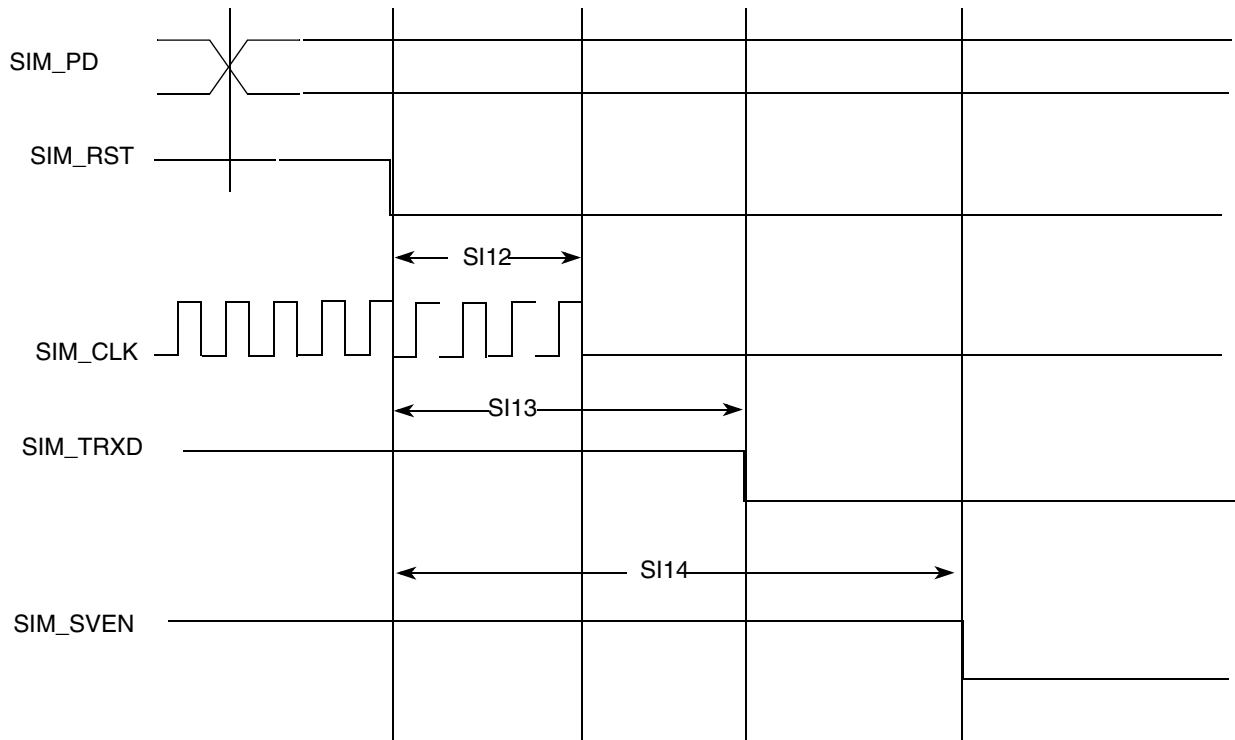 SIM_PD
SIM_RST
SI12
SIM_CLK
SI13
SIM_TRXD
SI14
SIM_SVEN